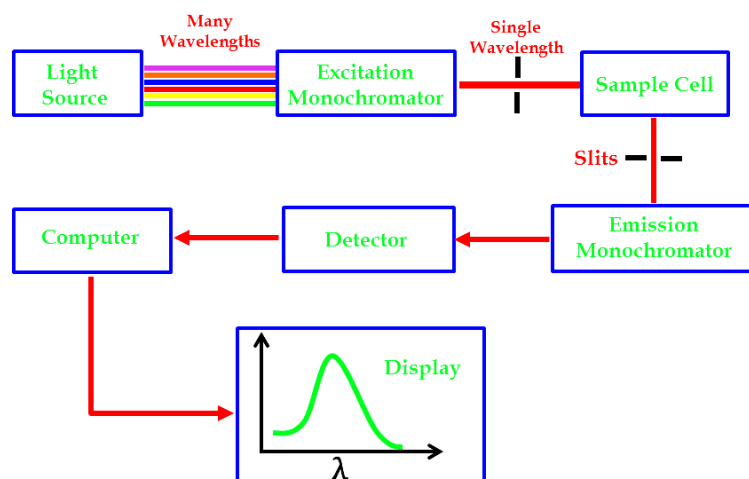 Many
Wavelengths
Single
Wavelength
Light
Source
Excitation
Monochromator
Sample Cell
Slits
Computer
Detector
Emission
Monochromator
Display
λ